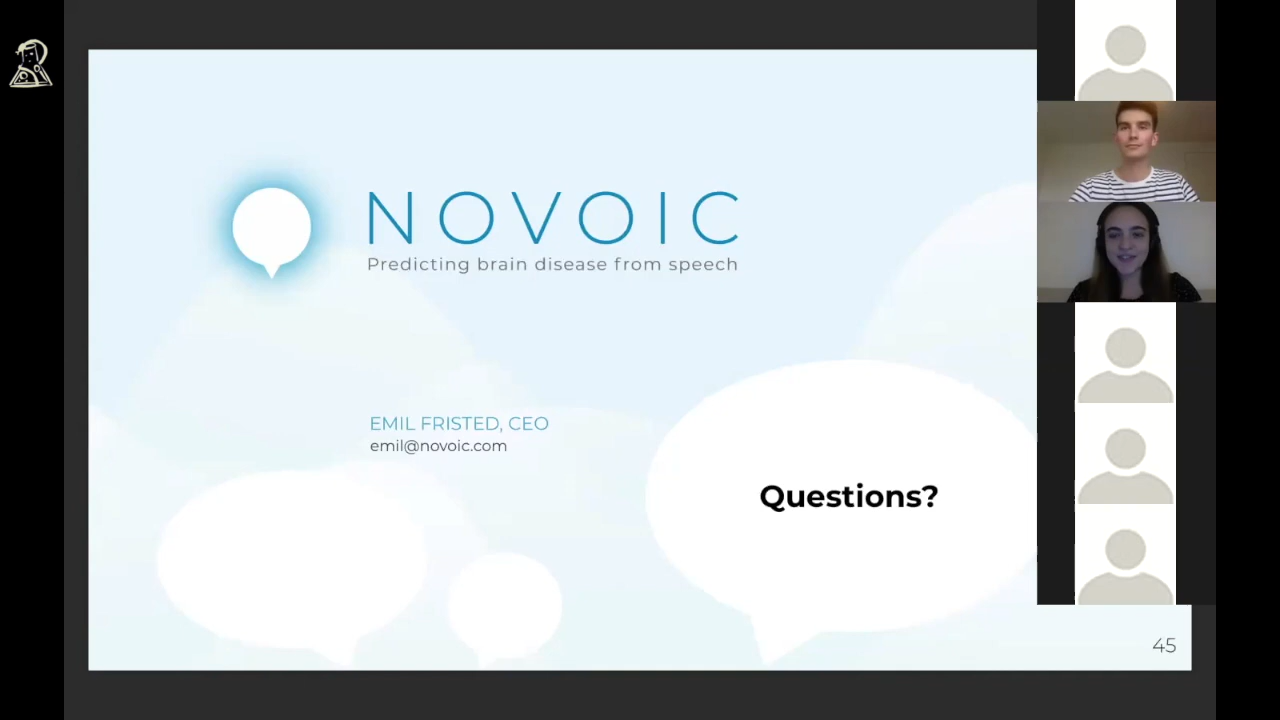 NOVOIC
Predicting brain disease from speech
EMIL FRISTED, CEO
emil@novoic.com
Questions?
45